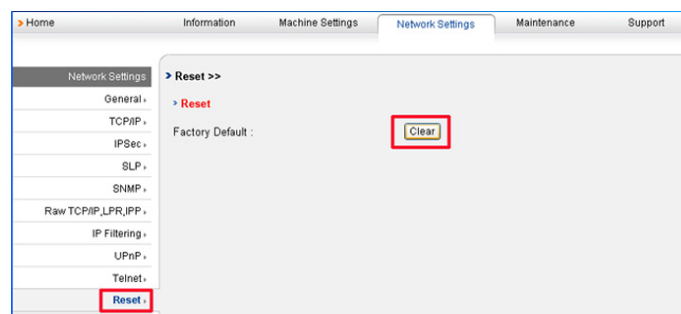 Home
Information
Machine Settings
Network Settings
Maintenance
Support
Network Settings
General
TCP/IP
IPSec
SLP
SNMP
Raw TCP/IP,LPR,IPP
IP Filtering
UPnP
Telnet
Reset
Reset >>
Reset
Factory Default :
Clear